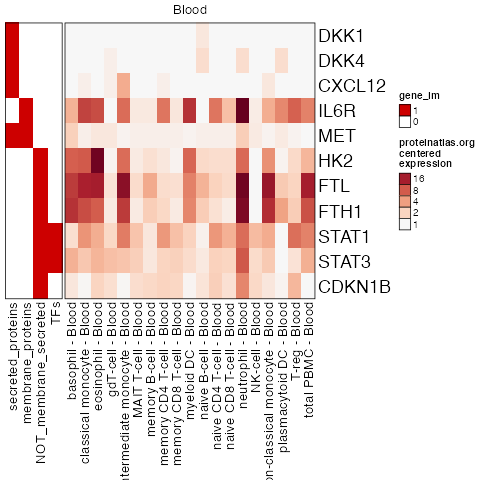 Blood
DKK1
DKK4
CXCL12
IL6R
MET
HK2
FTL
FTH1
STAT1
STAT3
CDKN1B
gene_lm
1
0
proteinatlas.org
centered
expression
16
8
4
2
1
secreted_proteins
membrane_proteins
NOT_membrane_secreted
TFs
basophil - Blood
classical monocyte - Blood
eosinophil - Blood
gdT-cell - Blood
ntermediate monocyte - Blood
MAIT T-cell - Blood
memory B-cell - Blood
memory CD4 T-cell - Blood
memory CD8 T-cell - Blood
myeloid DC - Blood
naive B-cell - Blood
naive CD4 T-cell - Blood
naive CD8 T-cell - Blood
neutrophil - Blood
NK-cell - Blood
on-classical monocyte - Blood
plasmacytoid DC - Blood
T-reg - Blood
total PBMC - Blood